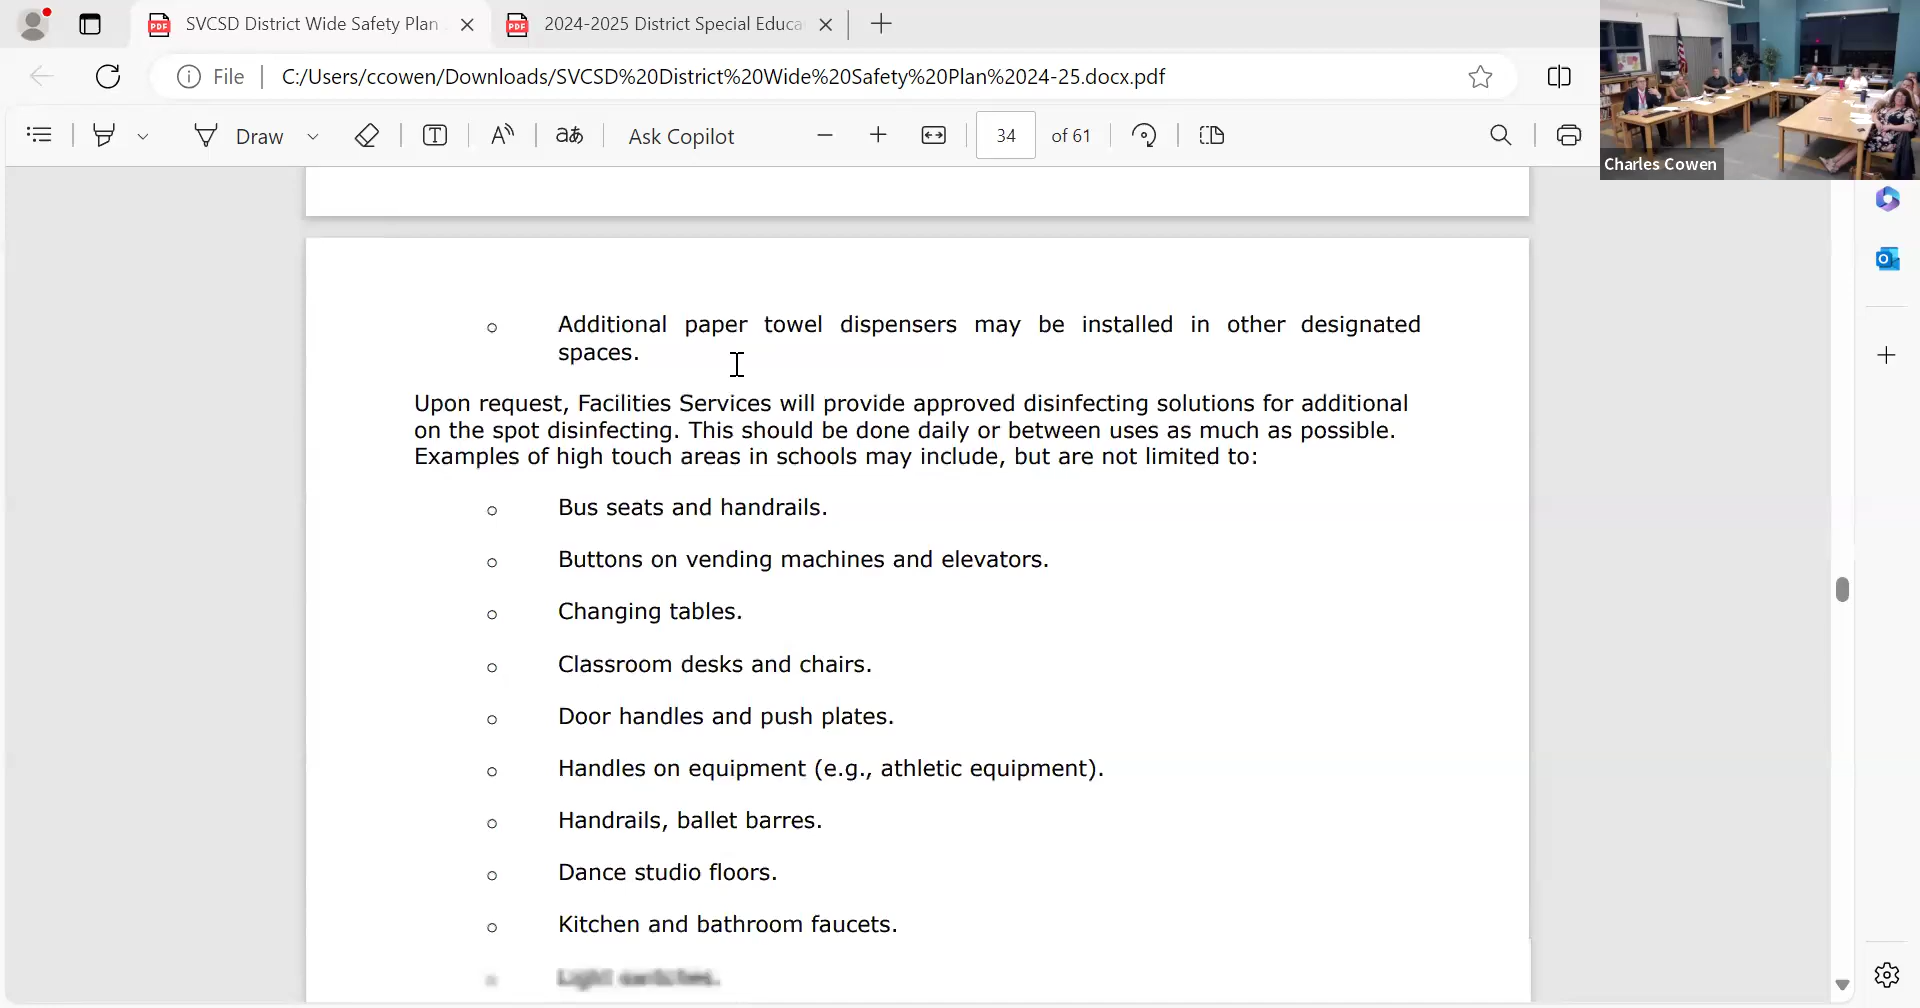 SVCSD District Wide Safety Plan
2024-2025 District Special Educa
File
C:/Users/ccowen/Downloads/SVCSD%20District%20Wide%20Safety%20Plan%2024-25.docx.pdf
Draw
Ask Copilot
34
of 61
Charles Cowen
Additional paper towel dispensers may be installed in other designated
spaces.
Upon request, Facilities Services will provide approved disinfecting solutions for additional
on the spot disinfecting. This should be done daily or between uses as much as possible.
Examples of high touch areas in schools may include, but are not limited to:
Bus seats and handrails.
Buttons on vending machines and elevators.
Changing tables.
Classroom desks and chairs.
Door handles and push plates.
Handles on equipment (e.g., athletic equipment).
Handrails, ballet barres.
Dance studio floors.
Kitchen and bathroom faucets.
Light switches.